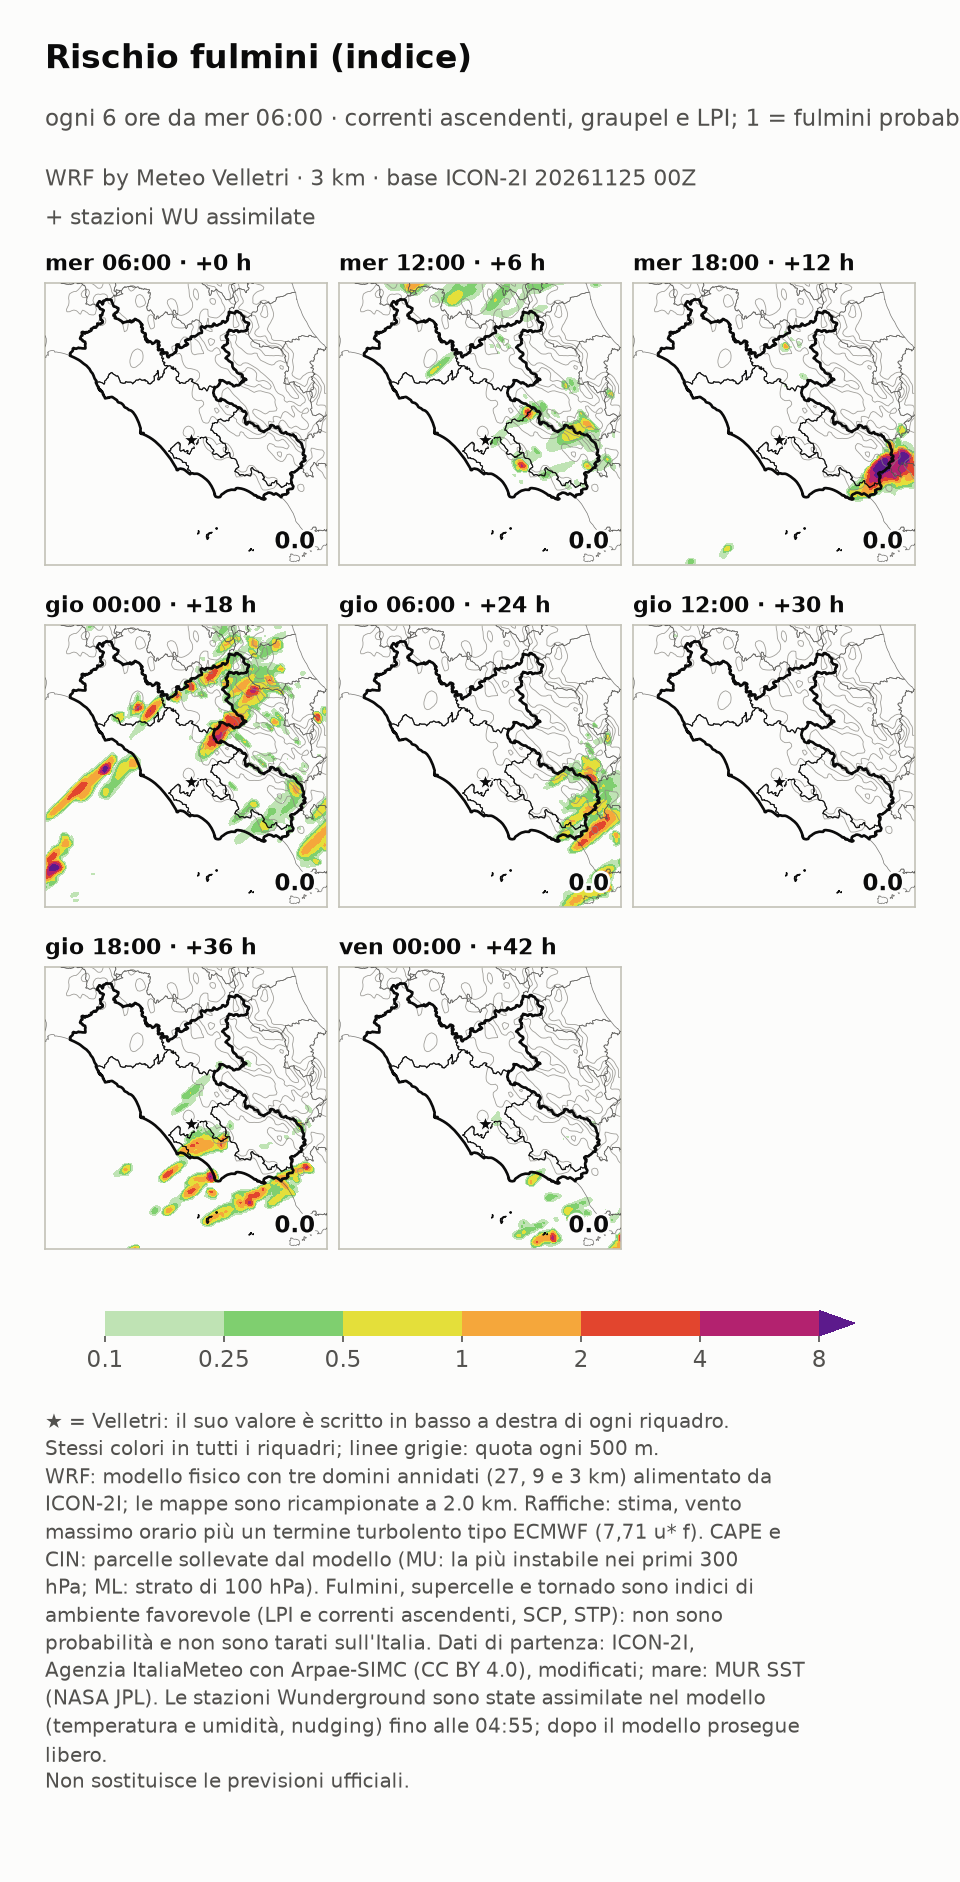 Rischio fulmini (indice)
ogni 6 ore da mer 06:00 · correnti ascendenti, graupel e LPI; 1 = fulmini probab
WRF by Meteo Velletri · 3 km · base ICON-2I 20261125 00Z
+ stazioni WU assimilate
mer 06:00 · +0 h
mer 12:00 · +6 h
mer 18:00 · +12 h
0.0
0.0
0.0
gio 00:00 · +18 h
gio 06:00 · +24 h
gio 12:00 · +30 h
0.0
0.0
0.0
gio 18:00 · +36 h
ven 00:00 · +42 h
0.0
0.0
0.1 0.25 0.5 1 2 4 8
★ = Velletri: il suo valore è scritto in basso a destra di ogni riquadro.
Stessi colori in tutti i riquadri; linee grigie: quota ogni 500 m.
WRF: modello fisico con tre domini annidati (27, 9 e 3 km) alimentato da
ICON-2I; le mappe sono ricampionate a 2.0 km. Raffiche: stima, vento
massimo orario più un termine turbolento tipo ECMWF (7,71 u* f). CAPE e
CIN: parcelle sollevate dal modello (MU: la più instabile nei primi 300
hPa; ML: strato di 100 hPa). Fulmini, supercelle e tornado sono indici di
ambiente favorevole (LPI e correnti ascendenti, SCP, STP): non sono
probabilità e non sono tarati sull'Italia. Dati di partenza: ICON-2I,
Agenzia ItaliaMeteo con Arpae-SIMC (CC BY 4.0), modificati; mare: MUR SST
(NASA JPL). Le stazioni Wunderground sono state assimilate nel modello
(temperatura e umidità, nudging) fino alle 04:55; dopo il modello prosegue
libero.
Non sostituisce le previsioni ufficiali.